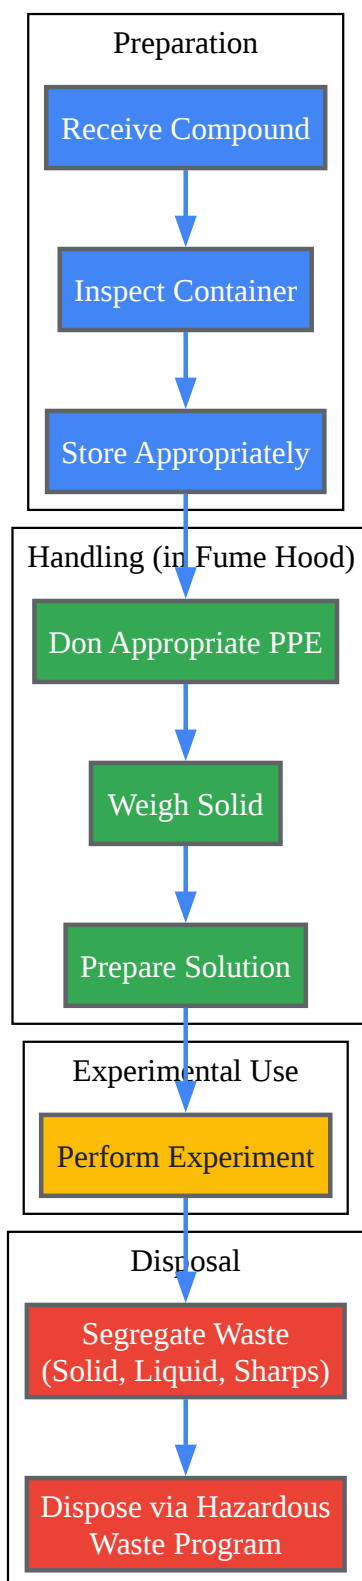 Preparation
Receive Compound
Inspect Container
Store Appropriately
Handling (in Fume Hood)
Don Appropriate PPE
Weigh Solid
Prepare Solution
Experimental Use
Perform Experiment
Disposal
Segregate Waste
(Solid, Liquid, Sharps)
Dispose via Hazardous
Waste Program